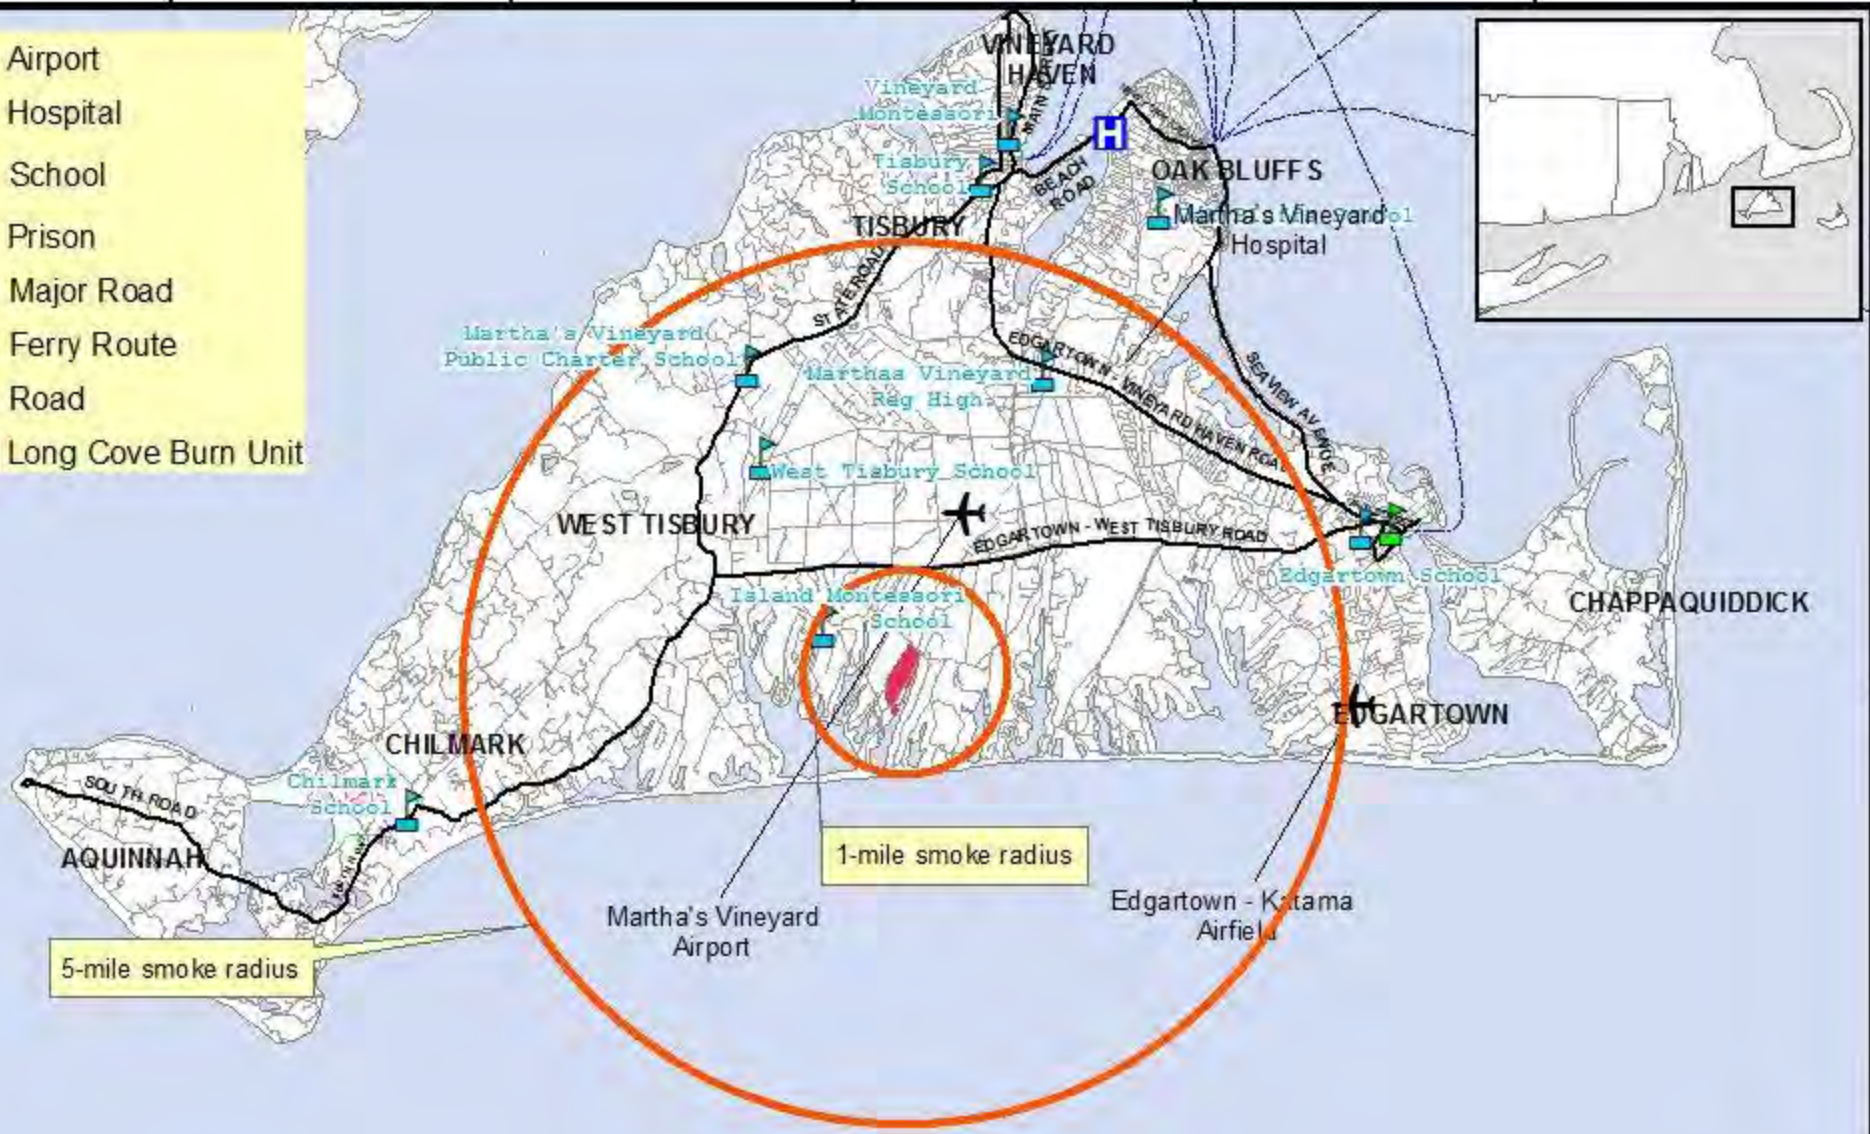 Airport
Hospital
School
Prison
Major Road
Ferry Route
Road
Long Cove Burn Unit
VINEYARD
HAVEN
MAIN
Vineyard
Montessori
H
Tisbury
School
BEACH
ROAD
OAK BLUFFS
Martha's Vineyard
Hospital
TISBURY
STATE ROAD
Martha's Vineyard
Public Charter School
Marthas Vineyard
Reg High
EDGARTOWN - VINEYARD HAVEN ROAD
SEAVIEW AVENUE
West Tisbury School
WEST TISBURY
EDGARTOWN - WEST TISBURY ROAD
Edgartown School
Island Montessori
School
CHAPPAQUIDDICK
EDGARTOWN
CHILMARK
Chilmark
School
SOUTH ROAD
AQUINNAH
1-mile smoke radius
Martha's Vineyard
Airport
Edgartown - Katama
Airfield
5-mile smoke radius